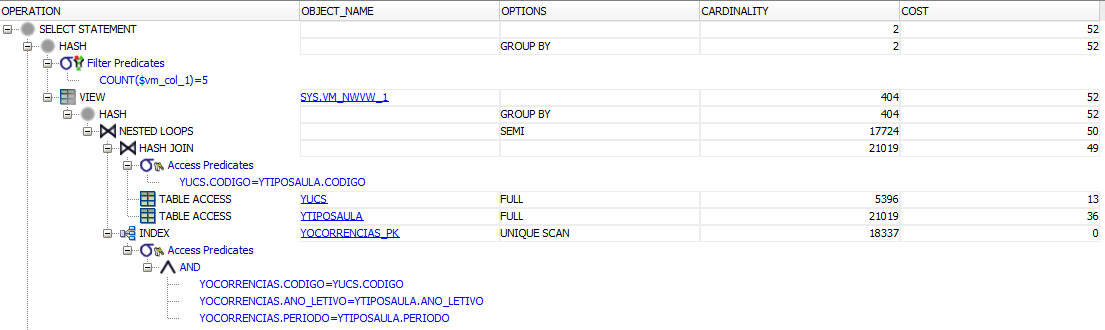 OPERATION OBJECT_NAME OPTIONS CARDINALITY COST
SELECT STATEMENT 2 52
HASH GROUP BY 2 52
Filter Predicates
COUNT($vm_col_1)=5
VIEW SYS.VM_NWVW_1 404 52
HASH GROUP BY 404 52
NESTED LOOPS SEMI 17724 50
HASH JOIN 21019 49
Access Predicates
YUCS.CODIGO=YTIPOSAULA.CODIGO
TABLE ACCESS YUCS FULL 5396 13
TABLE ACCESS YTIPOSAULA FULL 21019 36
INDEX YOCORRENCIAS_PK UNIQUE SCAN 18337 0
Access Predicates
AND
YOCORRENCIAS.CODIGO=YUCS.CODIGO
YOCORRENCIAS.ANO_LETIVO=YTIPOSAULA.ANO_LETIVO
YOCORRENCIAS.PERIODO=YTIPOSAULA.PERIODO